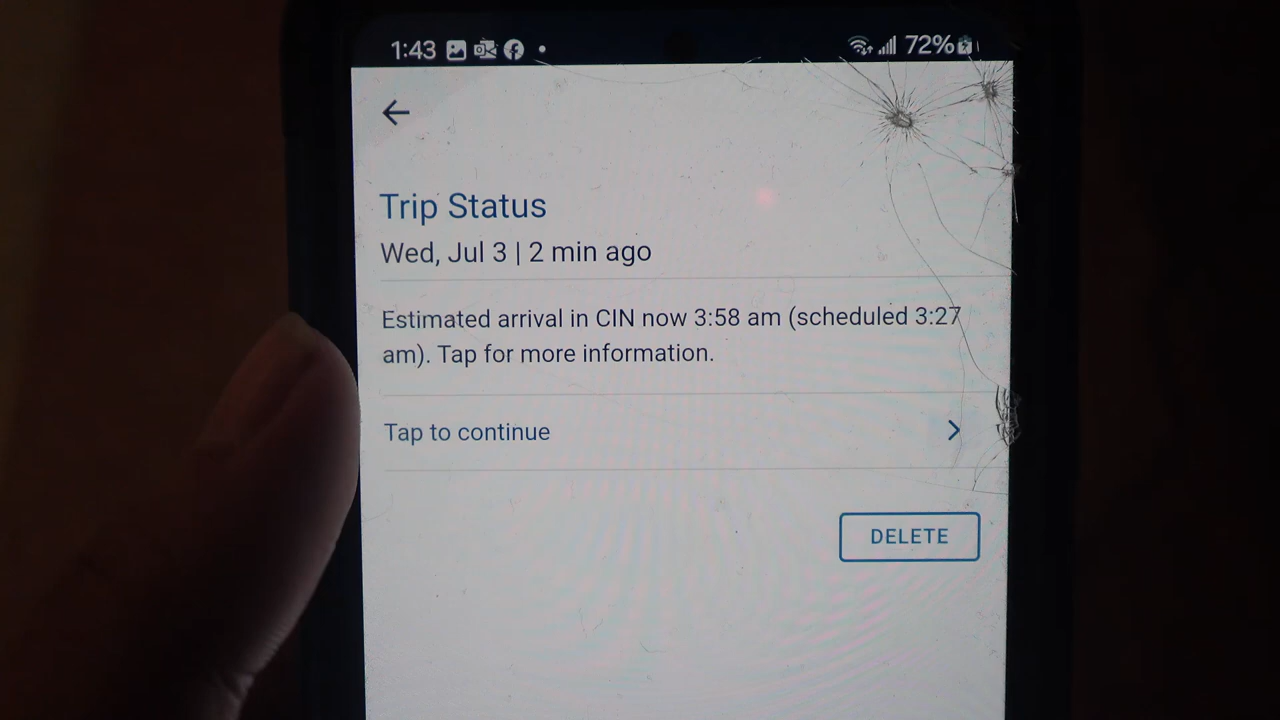 1:43 72%
Trip Status
Wed, Jul 3 | 2 min ago
Estimated arrival in CIN now 3:58 am (scheduled 3:27
am). Tap for more information.
Tap to continue
DELETE